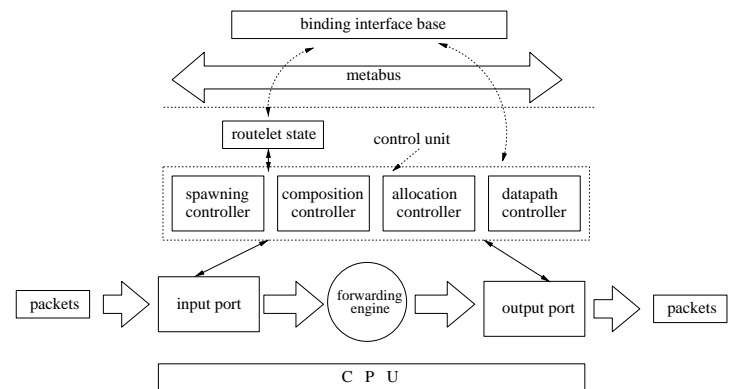 binding interface base
metabus
routelet state
control unit
spawning
controller
composition
controller
allocation
controller
datapath
controller
packets
input port
forwarding
engine
output port
packets
C P U